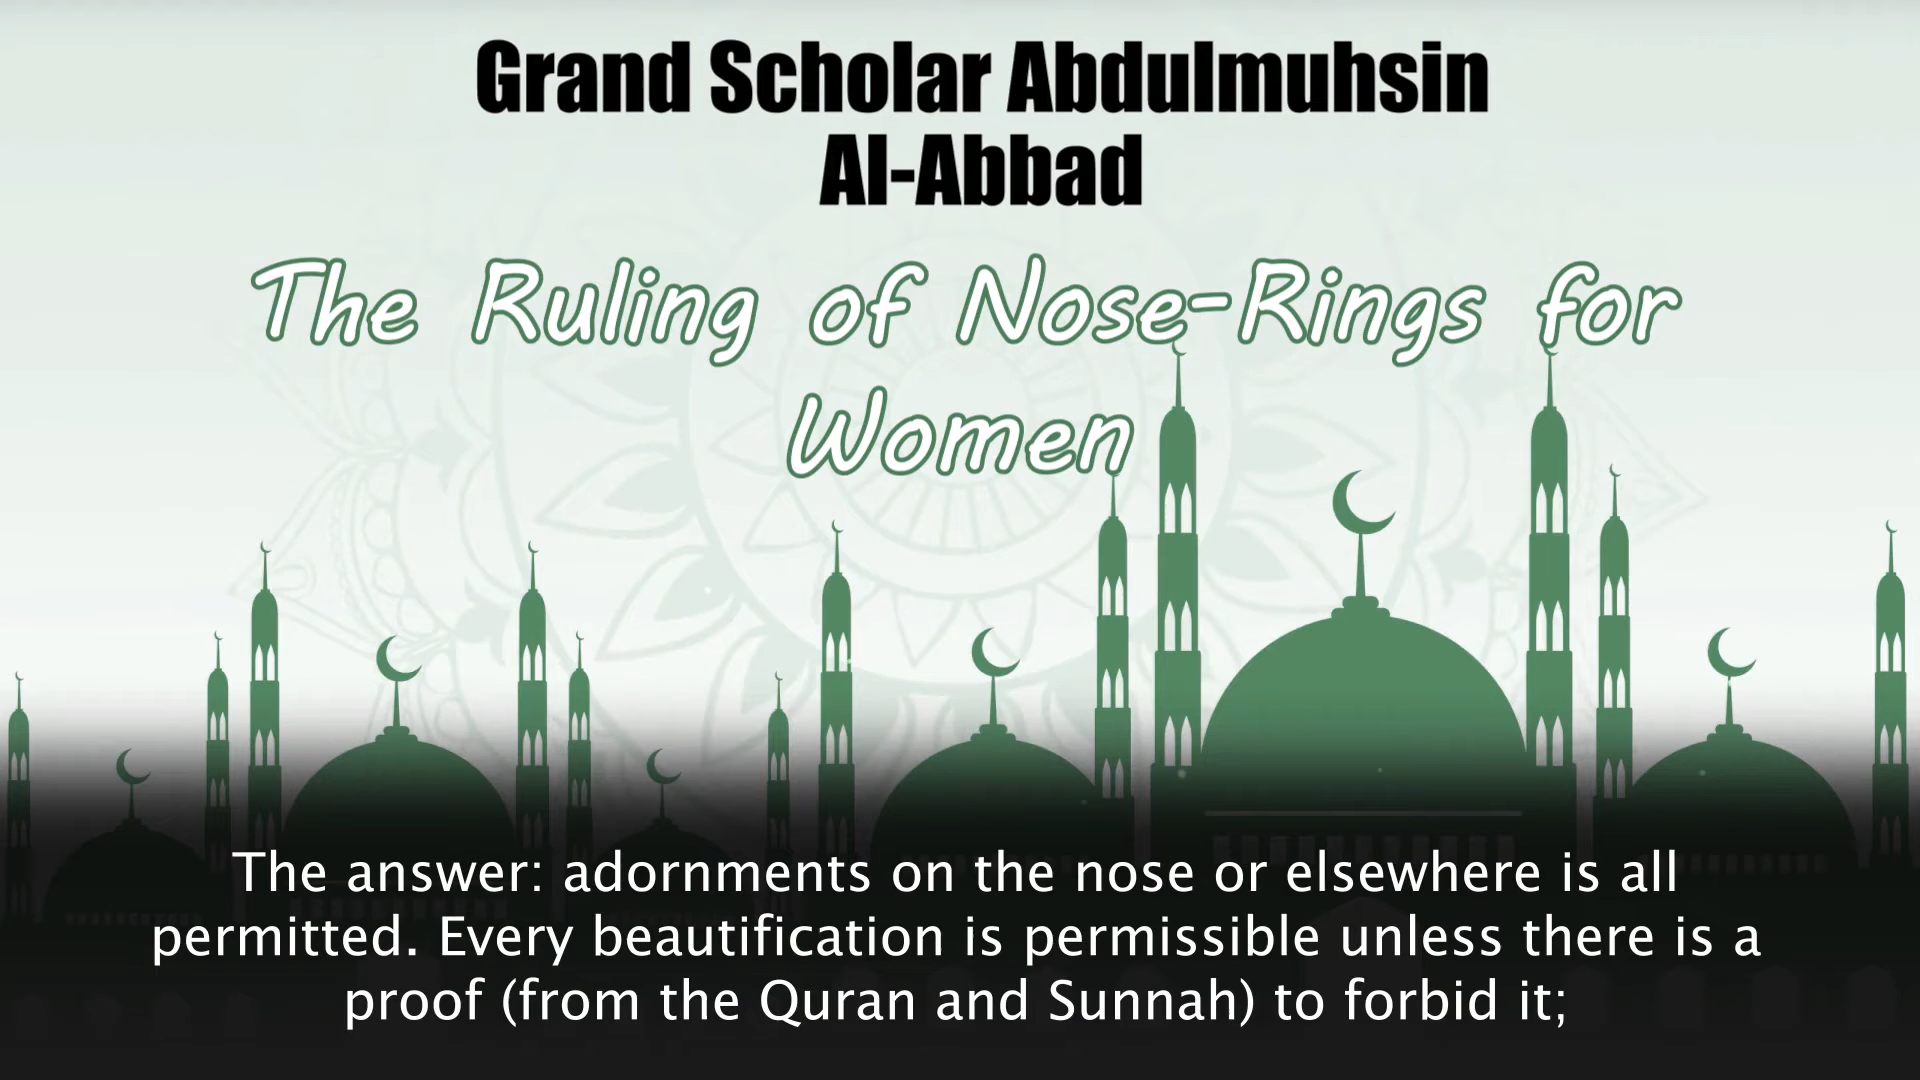 Grand Scholar Abdulmuhsin
Al-Abbad
The Ruling of Nose-Rings for
Women
The answer: adornments on the nose or elsewhere is all
permitted. Every beautification is permissible unless there is a
proof (from the Quran and Sunnah) to forbid it;